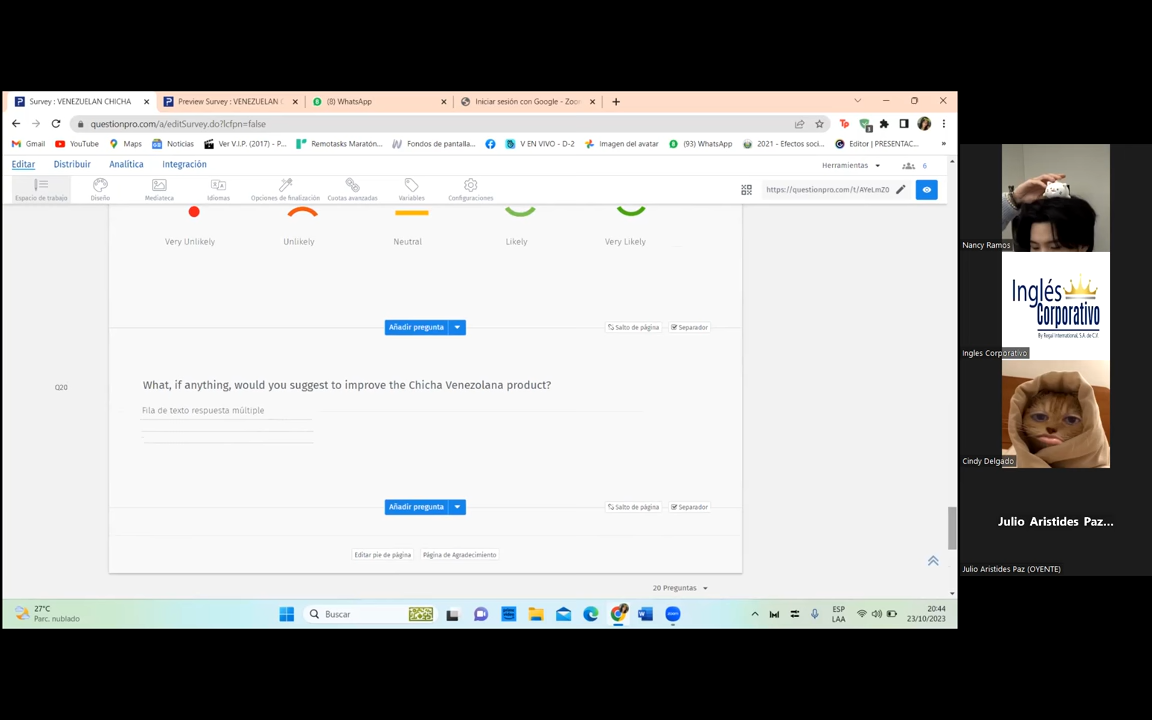 Survey : VENEZUELAN CHICHA
Preview Survey : VENEZUELAN C
(8) WhatsApp
Iniciar sesión con Google - Zoo
questionpro.com/a/editSurvey.do?lcfpn=false
Gmail
YouTube
Maps
Noticias
Ver V.I.P. (2017) - P...
Remotasks Maratón...
Fondos de pantalla...
V EN VIVO - D-2
Imagen del avatar
(93) WhatsApp
2021 - Efectos soci...
Editor | PRESENTAC...
Editar
Distribuir
Analítica
Integración
Herramientas
6
Espacio de trabajo
Diseño
Mediateca
Idiomas
Opciones de finalización
Cuotas avanzadas
Variables
Configuraciones
https://questionpro.com/t/AYeLmZ0
Very Unlikely
Unlikely
Neutral
Likely
Very Likely
Añadir pregunta
Salto de página
Separador
Q20
What, if anything, would you suggest to improve the Chicha Venezolana product?
Fila de texto respuesta múltiple
Añadir pregunta
Salto de página
Separador
Editar pie de página
Página de Agradecimiento
20 Preguntas
27°C
Parc. nublado
Buscar
ESP
LAA
20:44
23/10/2023
Nancy Ramos
Inglés
Corporativo
By Regal International, S.A. de C.V.
Ingles Corporativo
Cindy Delgado
Julio Aristides Paz...
Julio Aristides Paz (OYENTE)